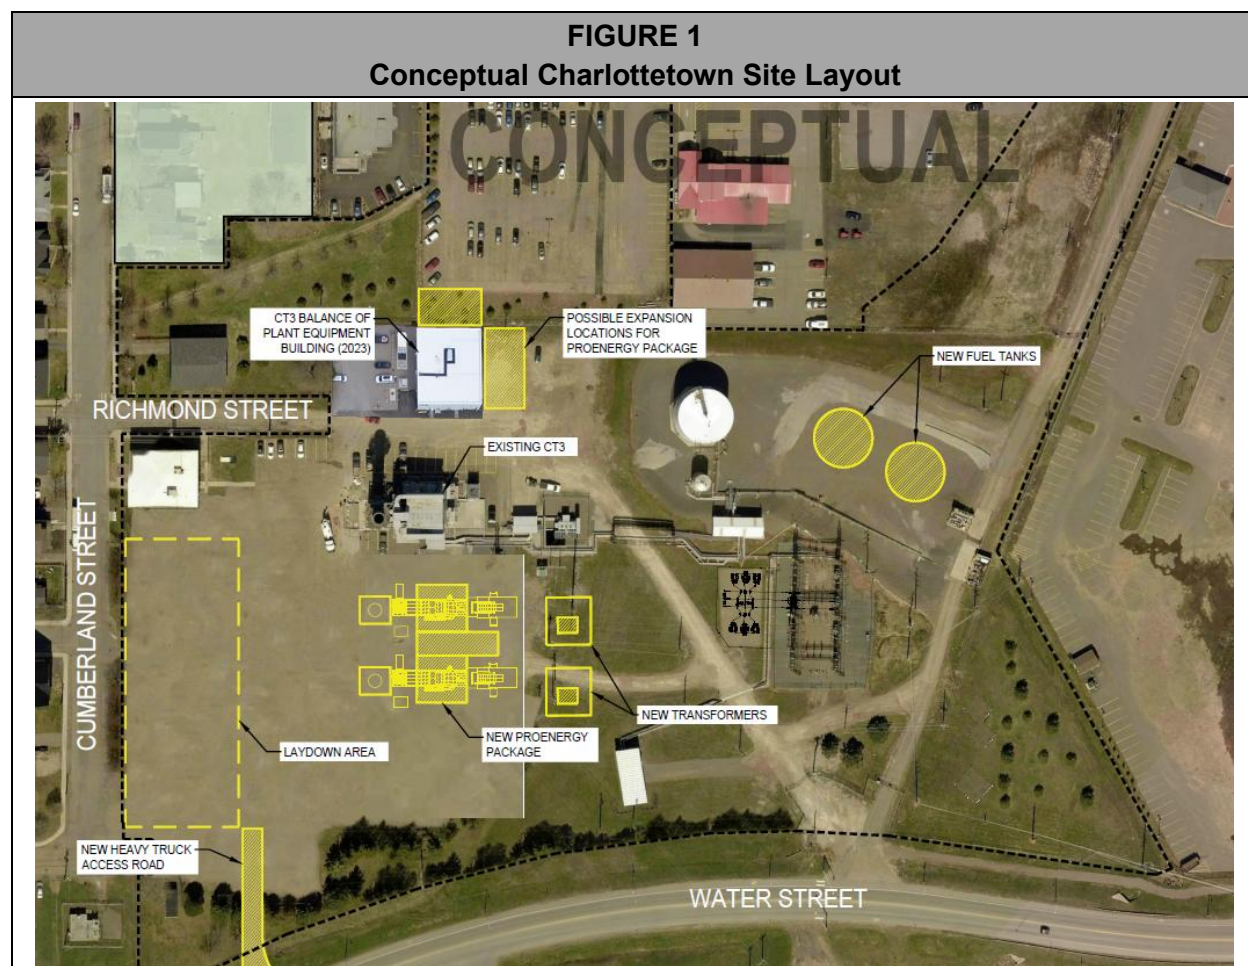 FIGURE 1
Conceptual Charlottetown Site Layout
CONCEPTUAL
CT3 BALANCE OF
PLANT EQUIPMENT
BUILDING (2023)
POSSIBLE EXPANSION
LOCATIONS FOR
PROENERGY PACKAGE
NEW FUEL TANKS
RICHMOND STREET
EXISTING CT3
CUMBERLAND STREET
NEW TRANSFORMERS
LAYDOWN AREA
NEW PROENERGY
PACKAGE
NEW HEAVY TRUCK
ACCESS ROAD
WATER STREET